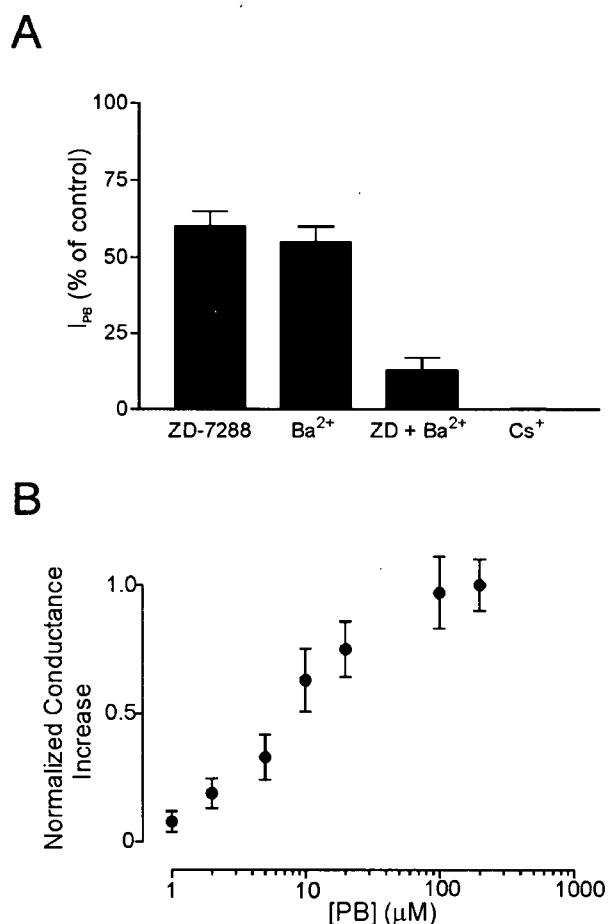 A
100
75
50
25
0
I_PB (% of control)
ZD-7288 Ba²⁺ ZD + Ba²⁺ Cs⁺
B
1.0
0.5
0
Normalized Conductance
Increase
1 10 100 1000
[PB] (μM)